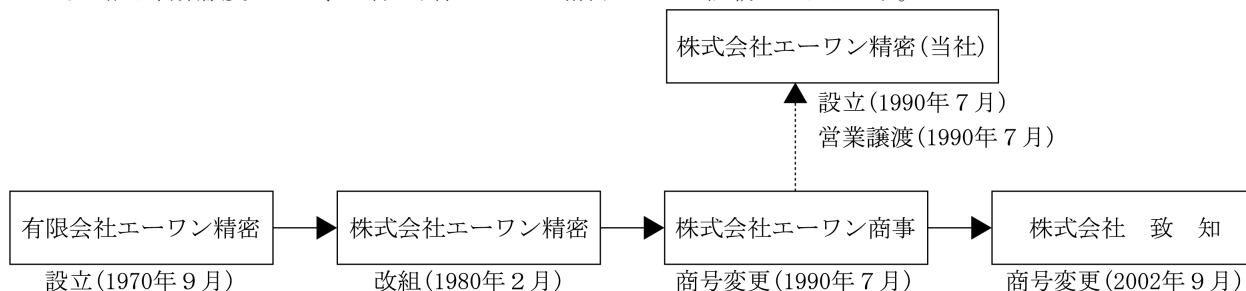 株式会社エーワン精密(当社)
設立(1990年7月)
営業譲渡(1990年7月)
有限会社エーワン精密
株式会社エーワン精密
株式会社エーワン商事
株式会社 致 知
設立(1970年9月)
改組(1980年2月)
商号変更(1990年7月)
商号変更(2002年9月)